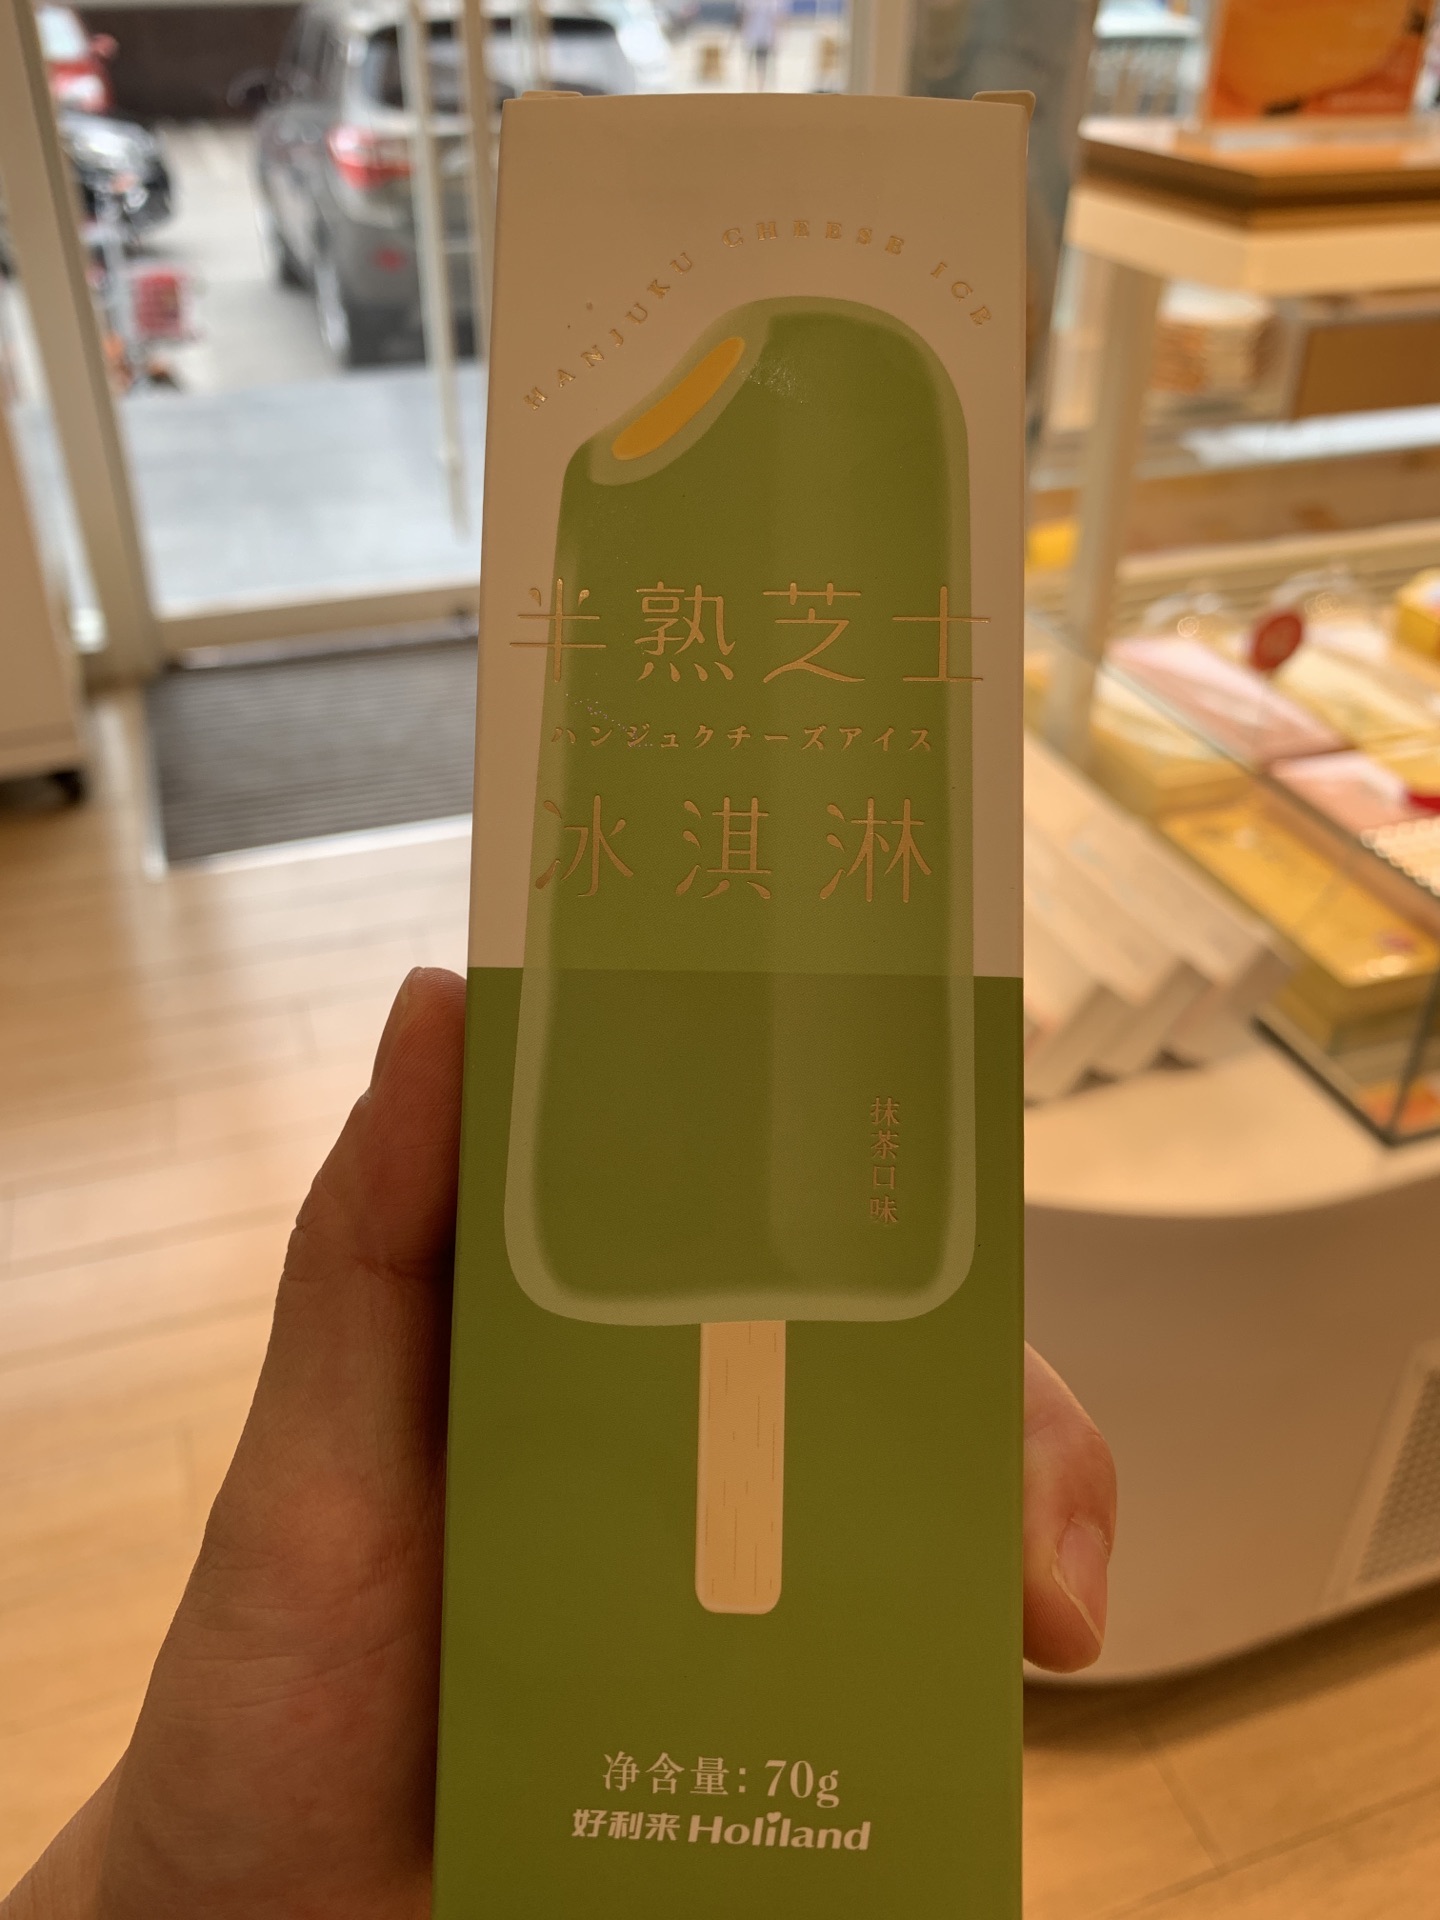 HANJUKU CHEESE ICE
半熟芝士
ハンジュクチーズアイス
冰淇淋
抹茶口味
净含量: 70g
好利来 Holiland